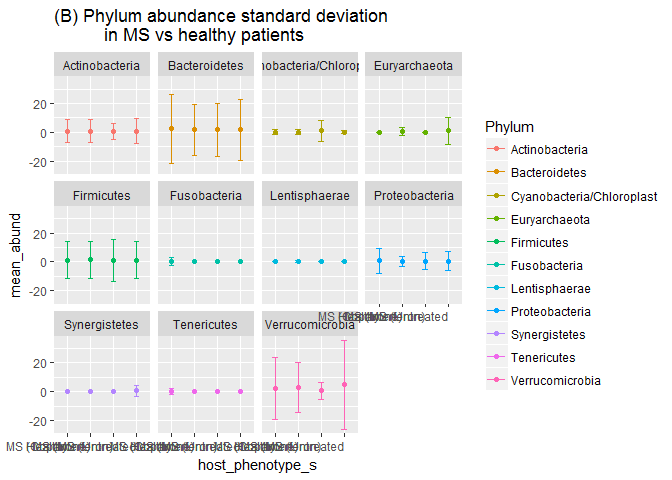 (B) Phylum abundance standard deviation
in MS vs healthy patients
Actinobacteria
Bacteroidetes
nobacteria/Chlorop
Euryarchaeota
20
0
-20
Firmicutes
Fusobacteria
Lentisphaerae
Proteobacteria
20
0
-20
Synergistetes
Tenericutes
Verrucomicrobia
20
0
-20
mean_abund
host_phenotype_s
Phylum
Actinobacteria
Bacteroidetes
Cyanobacteria/Chloroplast
Euryarchaeota
Firmicutes
Fusobacteria
Lentisphaerae
Proteobacteria
Synergistetes
Tenericutes
Verrucomicrobia